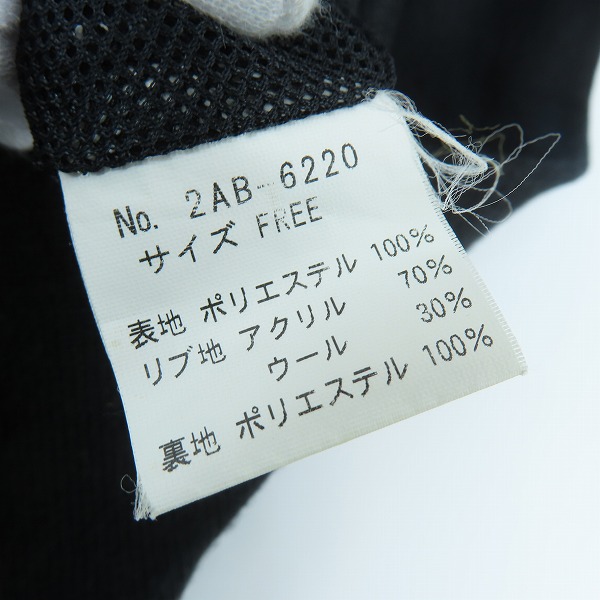 No. 2AB-6220
サイズ FREE
表地 ポリエステル 100%
リブ地 アクリル 70%
ウール 30%
裏地 ポリエステル 100%